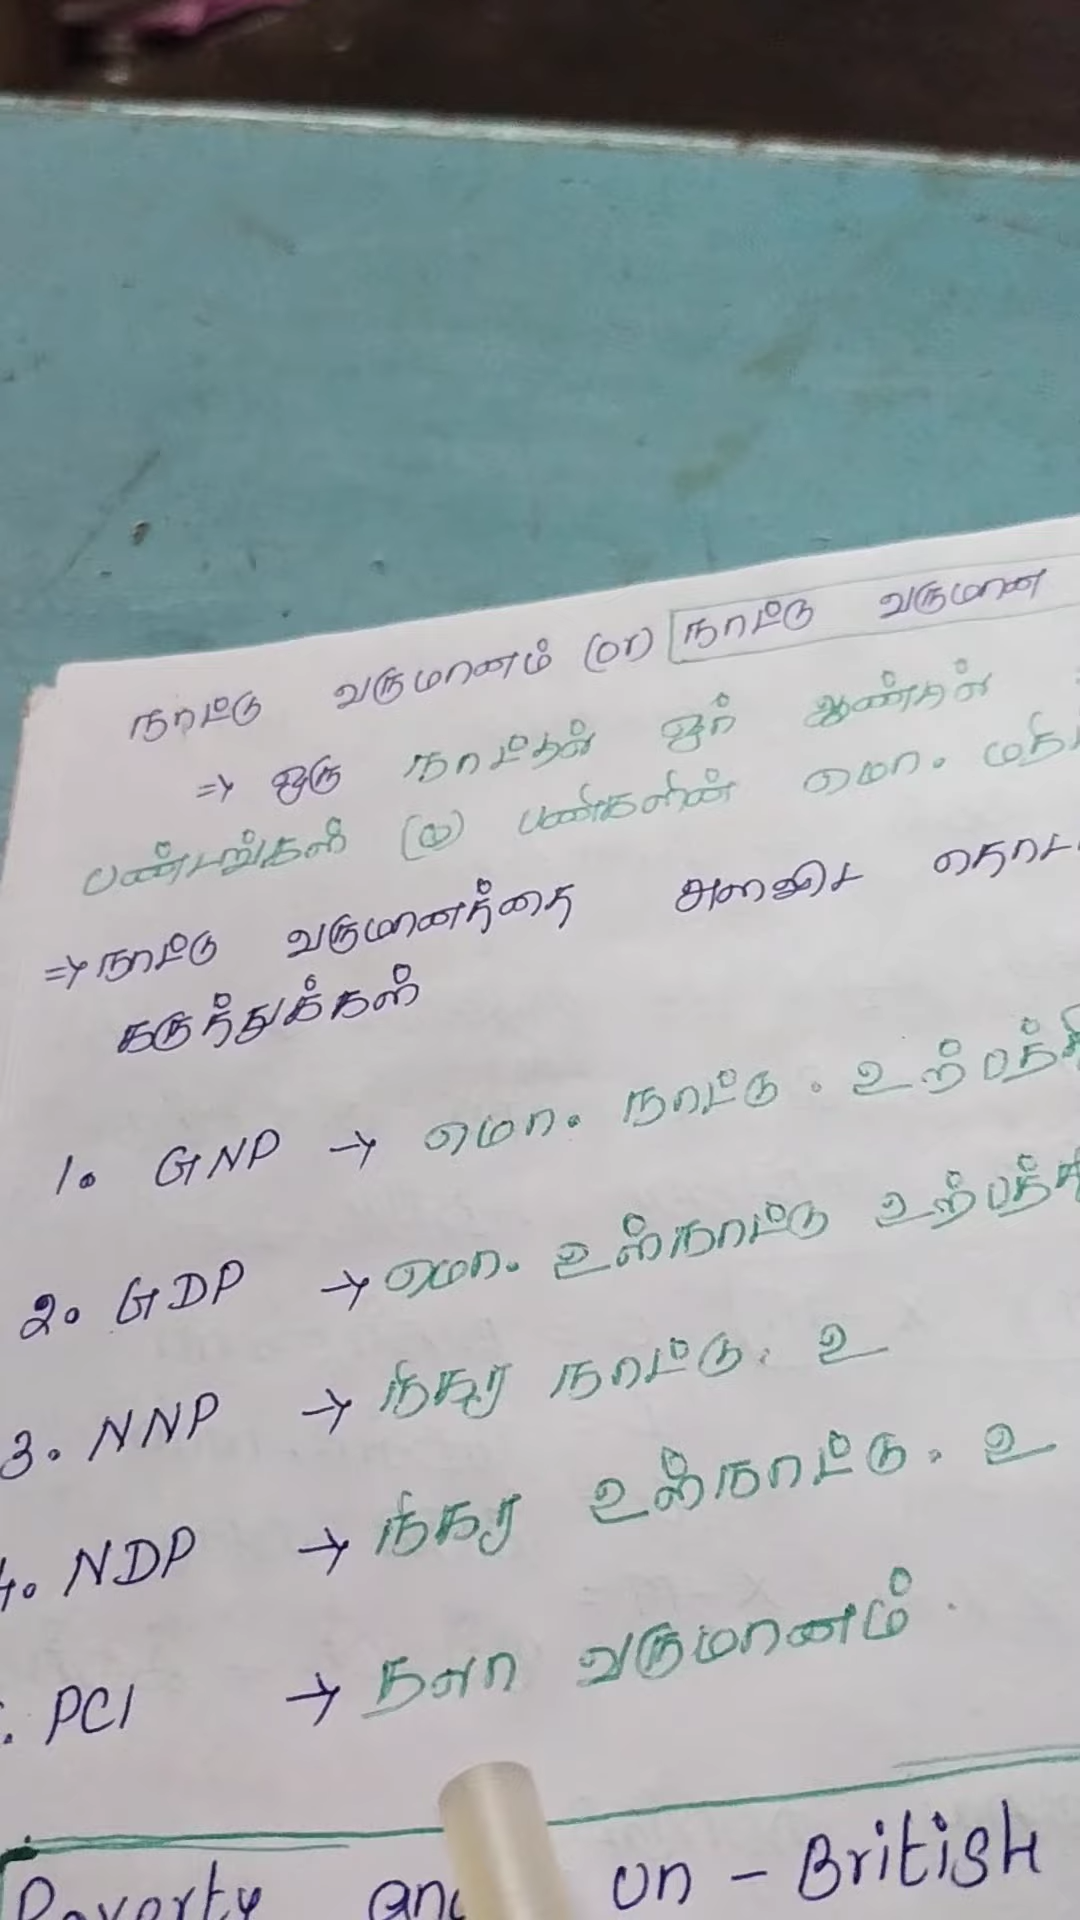 நாட்டு வருமானம் (or) நாட்டு வருமான
⇒ ஒரு நாட்டில் ஓர் ஆண்டில்
பண்டங்கள் (ம) பணிகளின் மொ. மதி
⇒ நாட்டு வருமானத்தை அளவிட தொட
கருத்துக்கள்
1. GNP → மொ. நாட்டு . உற்பத்தி
2. GDP → மொ. உள்நாட்டு உற்பத்தி
3. NNP → நிகர நாட்டு. உ
4. NDP → நிகர உள்நாட்டு. உ
. PCI → தலா வருமானம்.
Poverty un - British